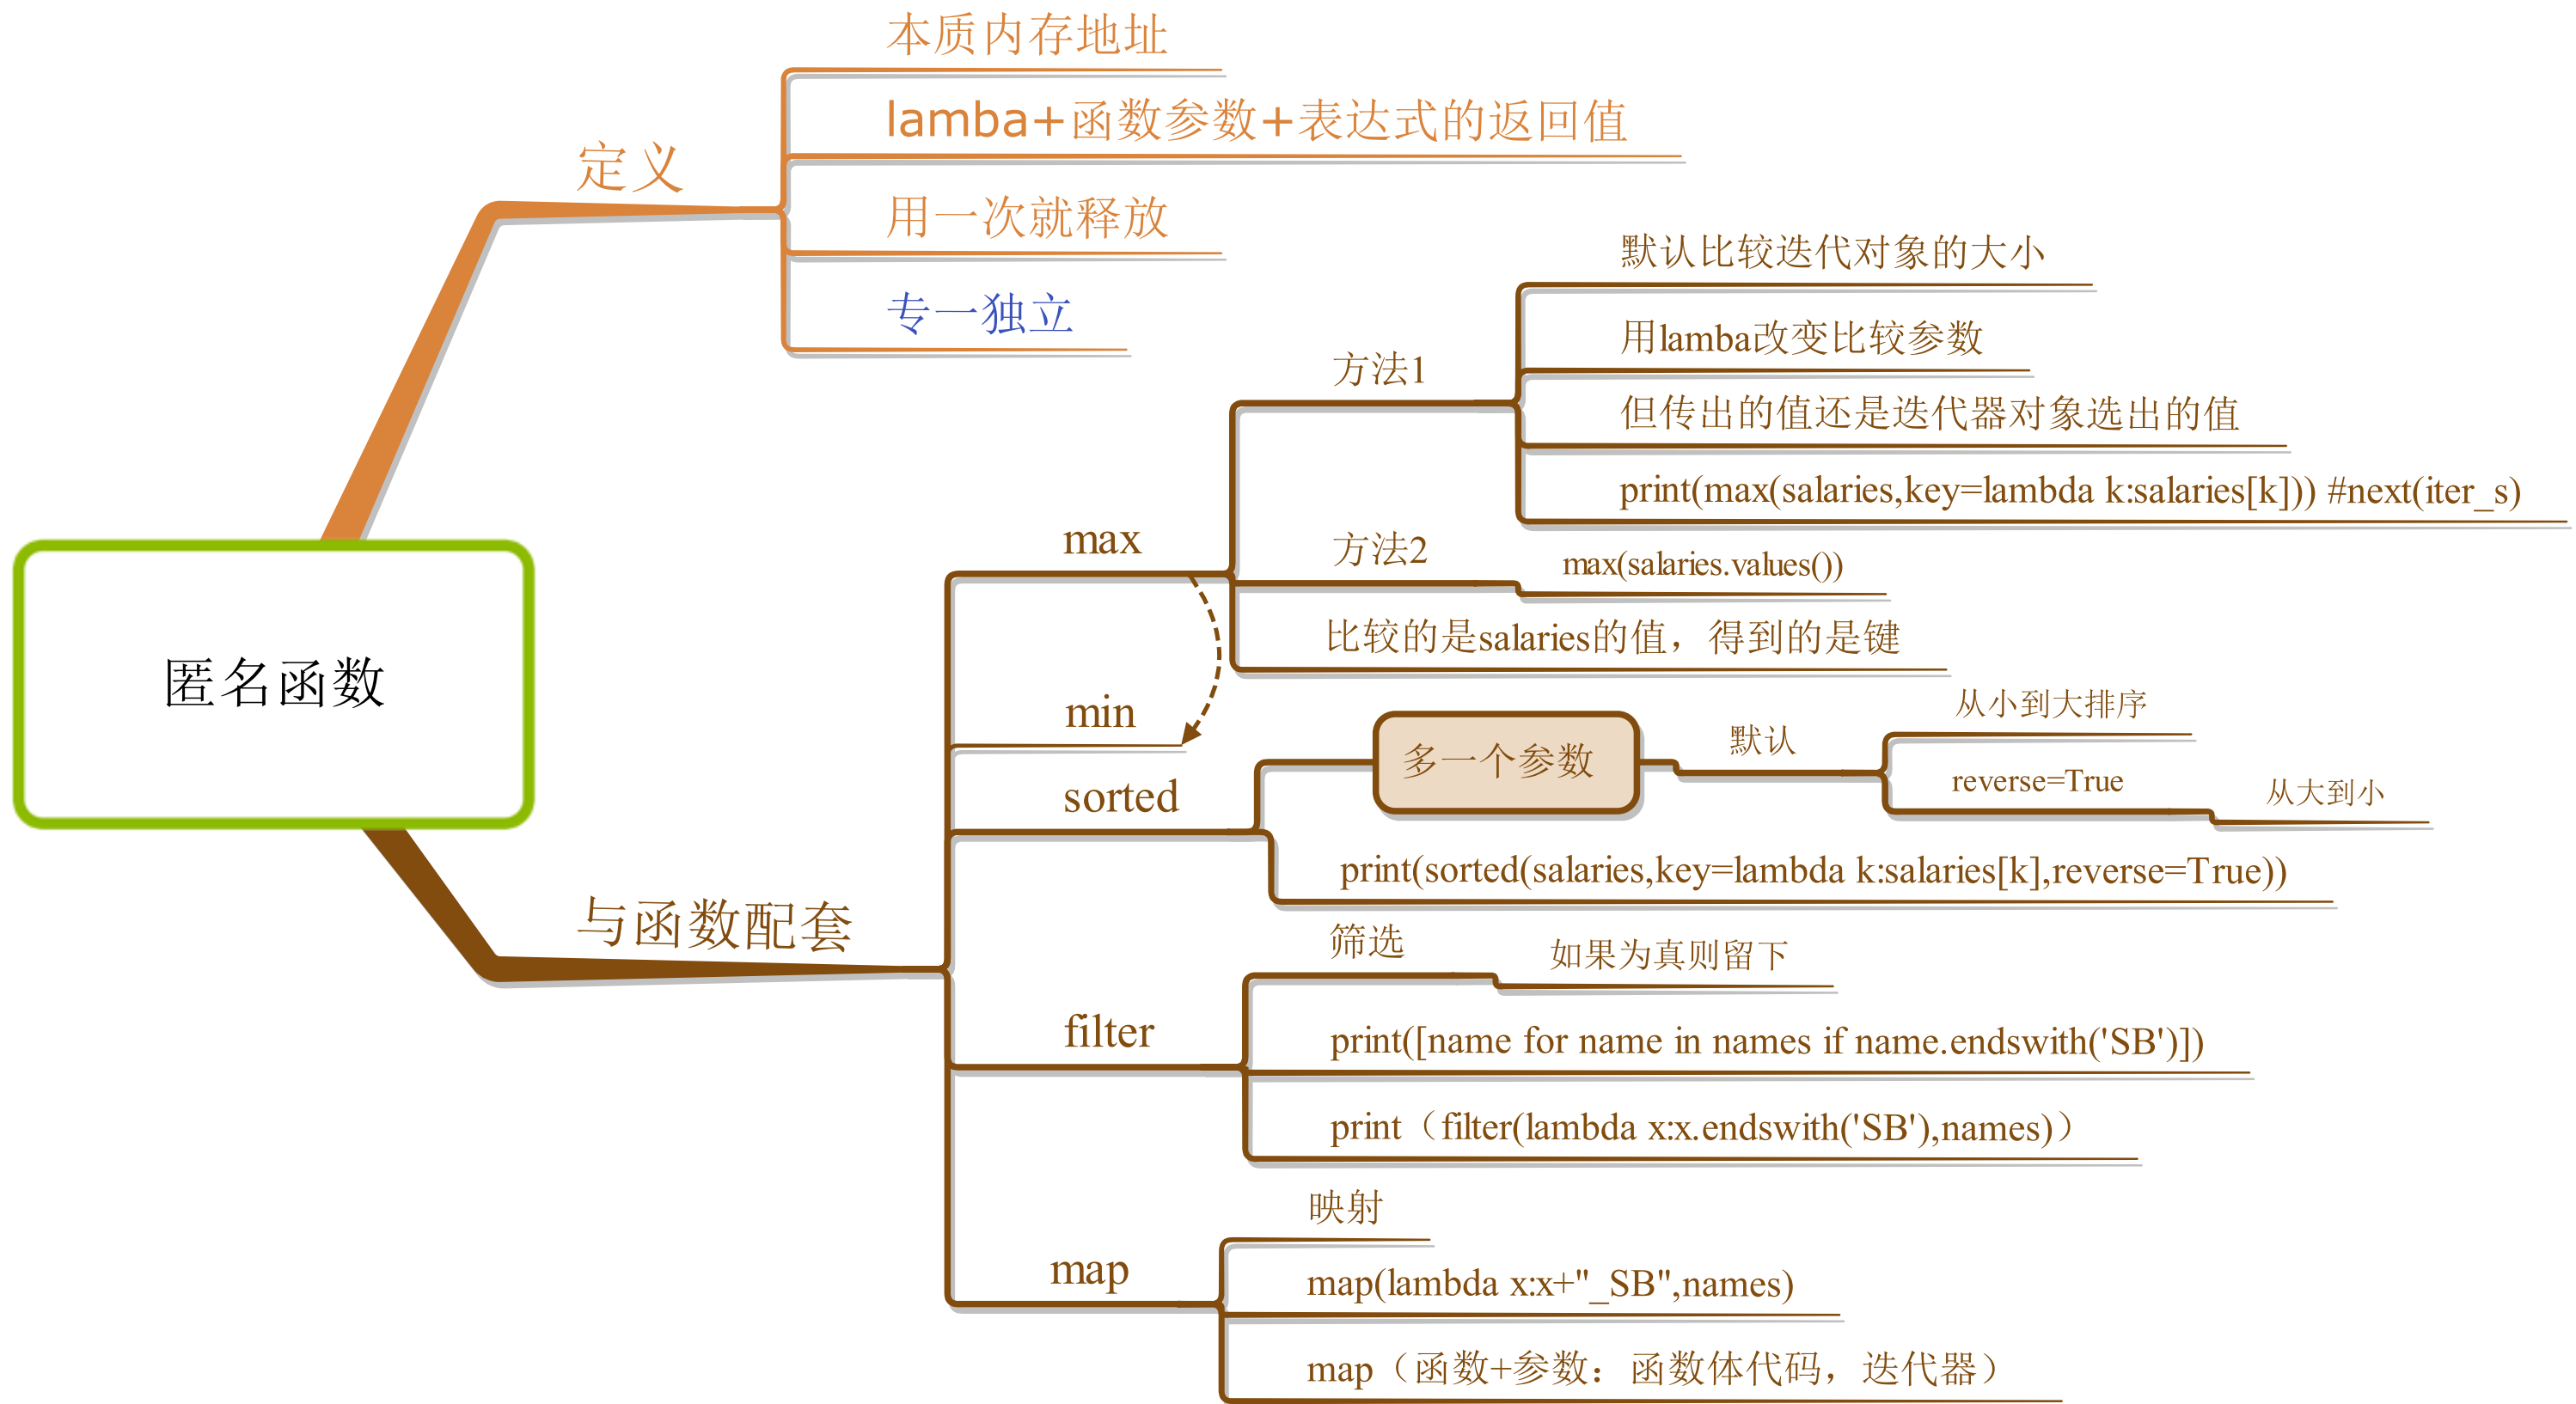 匿名函数
定义
本质内存地址
lamba+函数参数+表达式的返回值
用一次就释放
专一独立
与函数配套
max
方法1
默认比较迭代对象的大小
用lamba改变比较参数
但传出的值还是迭代器对象选出的值
print(max(salaries,key=lambda k:salaries[k])) #next(iter_s)
方法2
max(salaries.values())
比较的是salaries的值，得到的是键
min
sorted
多一个参数
默认
从小到大排序
reverse=True
从大到小
print(sorted(salaries,key=lambda k:salaries[k],reverse=True))
filter
筛选
如果为真则留下
print([name for name in names if name.endswith('SB')])
print（filter(lambda x:x.endswith('SB'),names)）
map
映射
map(lambda x:x+"_SB",names)
map（函数+参数：函数体代码，迭代器）